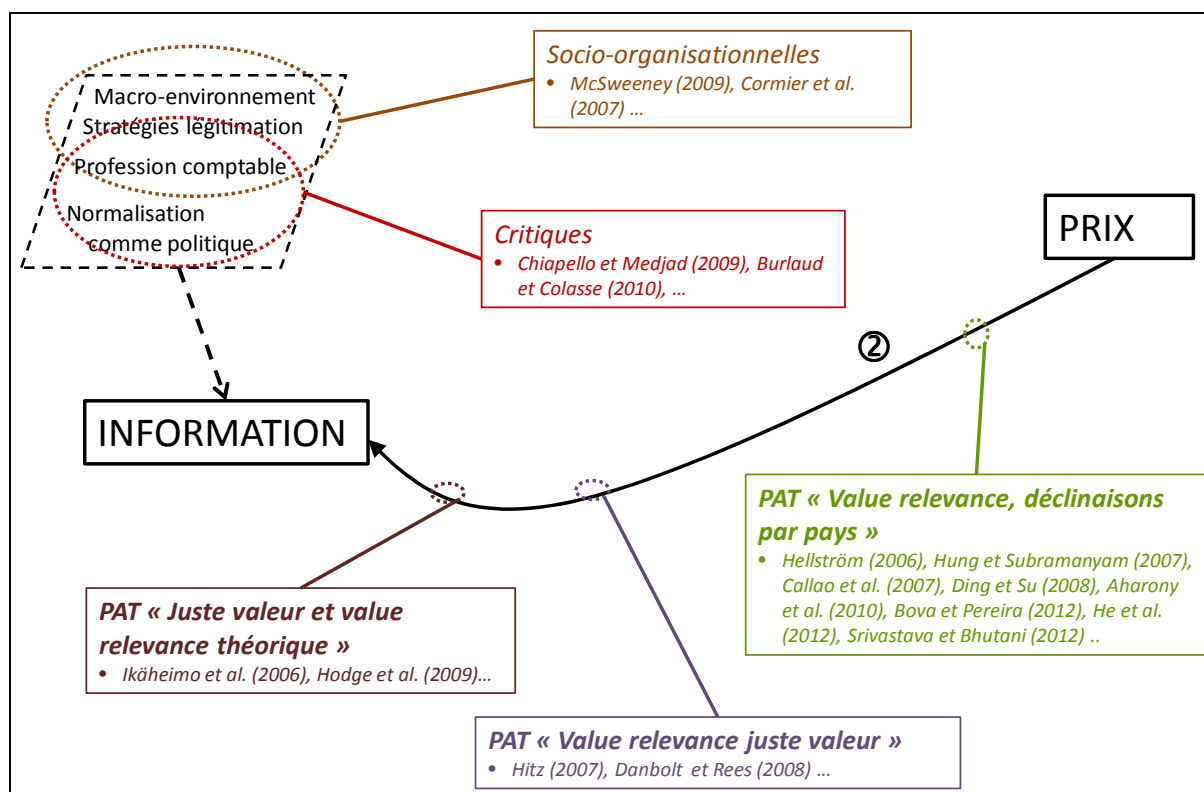 Macro-environnement
Stratégies légitimation
Profession comptable
Normalisation
comme politique
Socio-organisationnelles
• McSweeney (2009), Cormier et al.
(2007) …
Critiques
• Chiapello et Medjad (2009), Burlaud
et Colasse (2010), …
PRIX
②
INFORMATION
PAT « Value relevance, déclinaisons
par pays »
• Hellström (2006), Hung et Subramanyam (2007),
Callao et al. (2007), Ding et Su (2008), Aharony
et al. (2010), Bova et Pereira (2012), He et al.
(2012), Srivastava et Bhutani (2012) ..
PAT « Juste valeur et value
relevance théorique »
• Ikäheimo et al. (2006), Hodge et al. (2009)…
PAT « Value relevance juste valeur »
• Hitz (2007), Danbolt et Rees (2008) …